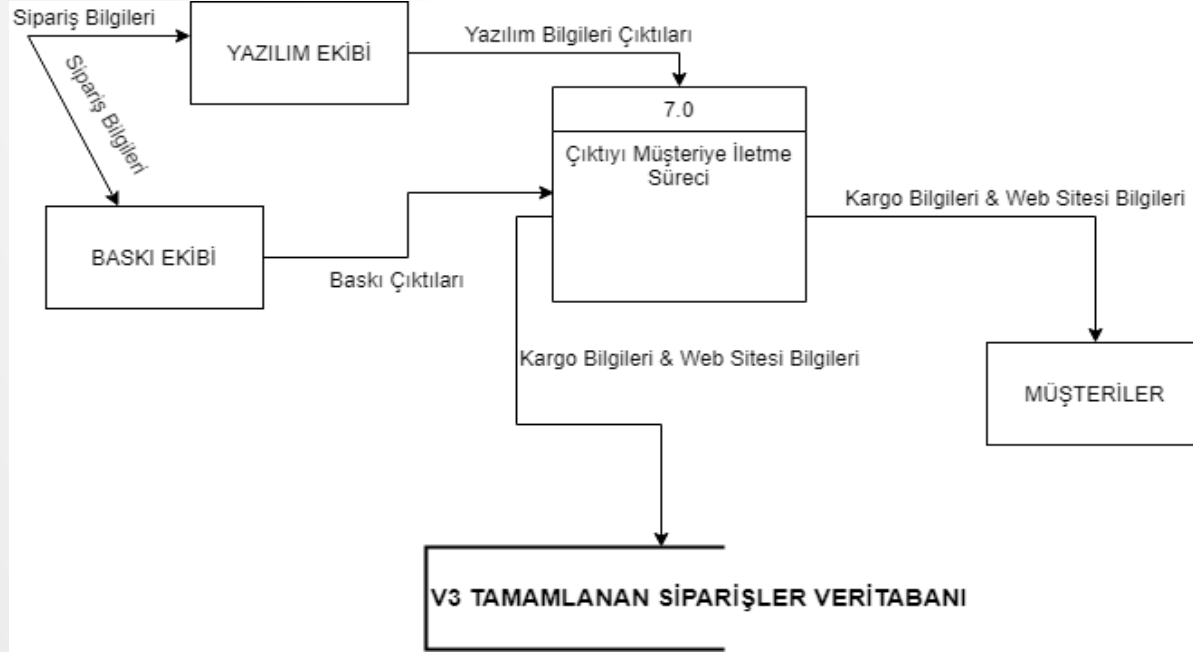 Sipariş Bilgileri
YAZILIM EKİBİ
Yazılım Bilgileri Çıktıları
Sipariş Bilgileri
7.0
Çıktıyı Müşteriye İletme
Süreci
Kargo Bilgileri & Web Sitesi Bilgileri
BASKI EKİBİ
Baskı Çıktıları
Kargo Bilgileri & Web Sitesi Bilgileri
MÜŞTERİLER
V3 TAMAMLANAN SİPARİŞLER VERİTABANI